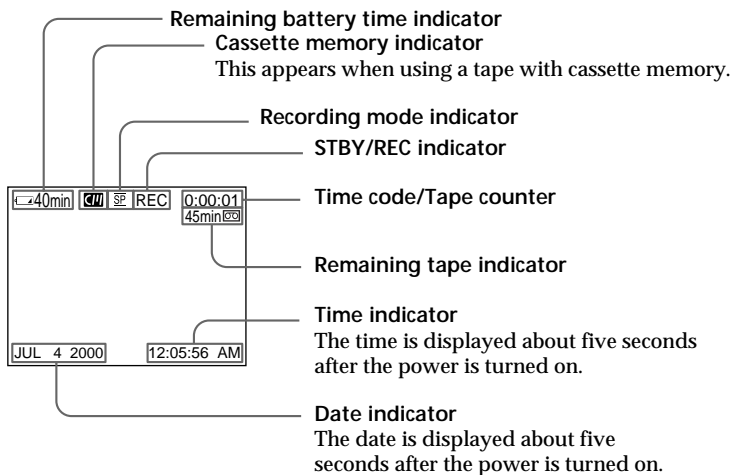 Remaining battery time indicator
Cassette memory indicator
This appears when using a tape with cassette memory.
Recording mode indicator
STBY/REC indicator
40min CM SP REC 0:00:01
Time code/Tape counter
45min
Remaining tape indicator
Time indicator
The time is displayed about five seconds
after the power is turned on.
JUL 4 2000 12:05:56 AM
Date indicator
The date is displayed about five
seconds after the power is turned on.